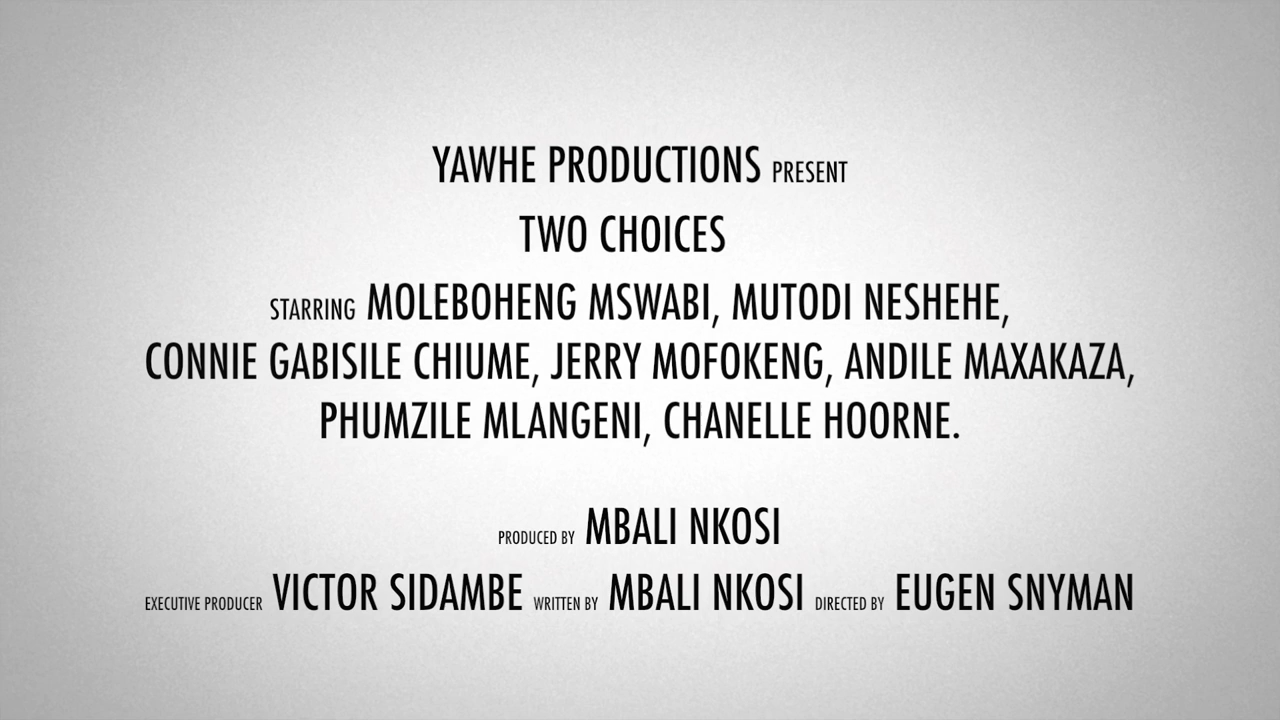 YAWHE PRODUCTIONS PRESENT
TWO CHOICES
STARRING MOLEBOHENG MSWABI, MUTODI NESHEHE,
CONNIE GABISILE CHIUME, JERRY MOFOKENG, ANDILE MAXAKAZA,
PHUMZILE MLANGENI, CHANELLE HOORNE.
PRODUCED BY MBALI NKOSI
EXECUTIVE PRODUCER VICTOR SIDAMBE WRITTEN BY MBALI NKOSI DIRECTED BY EUGEN SNYMAN